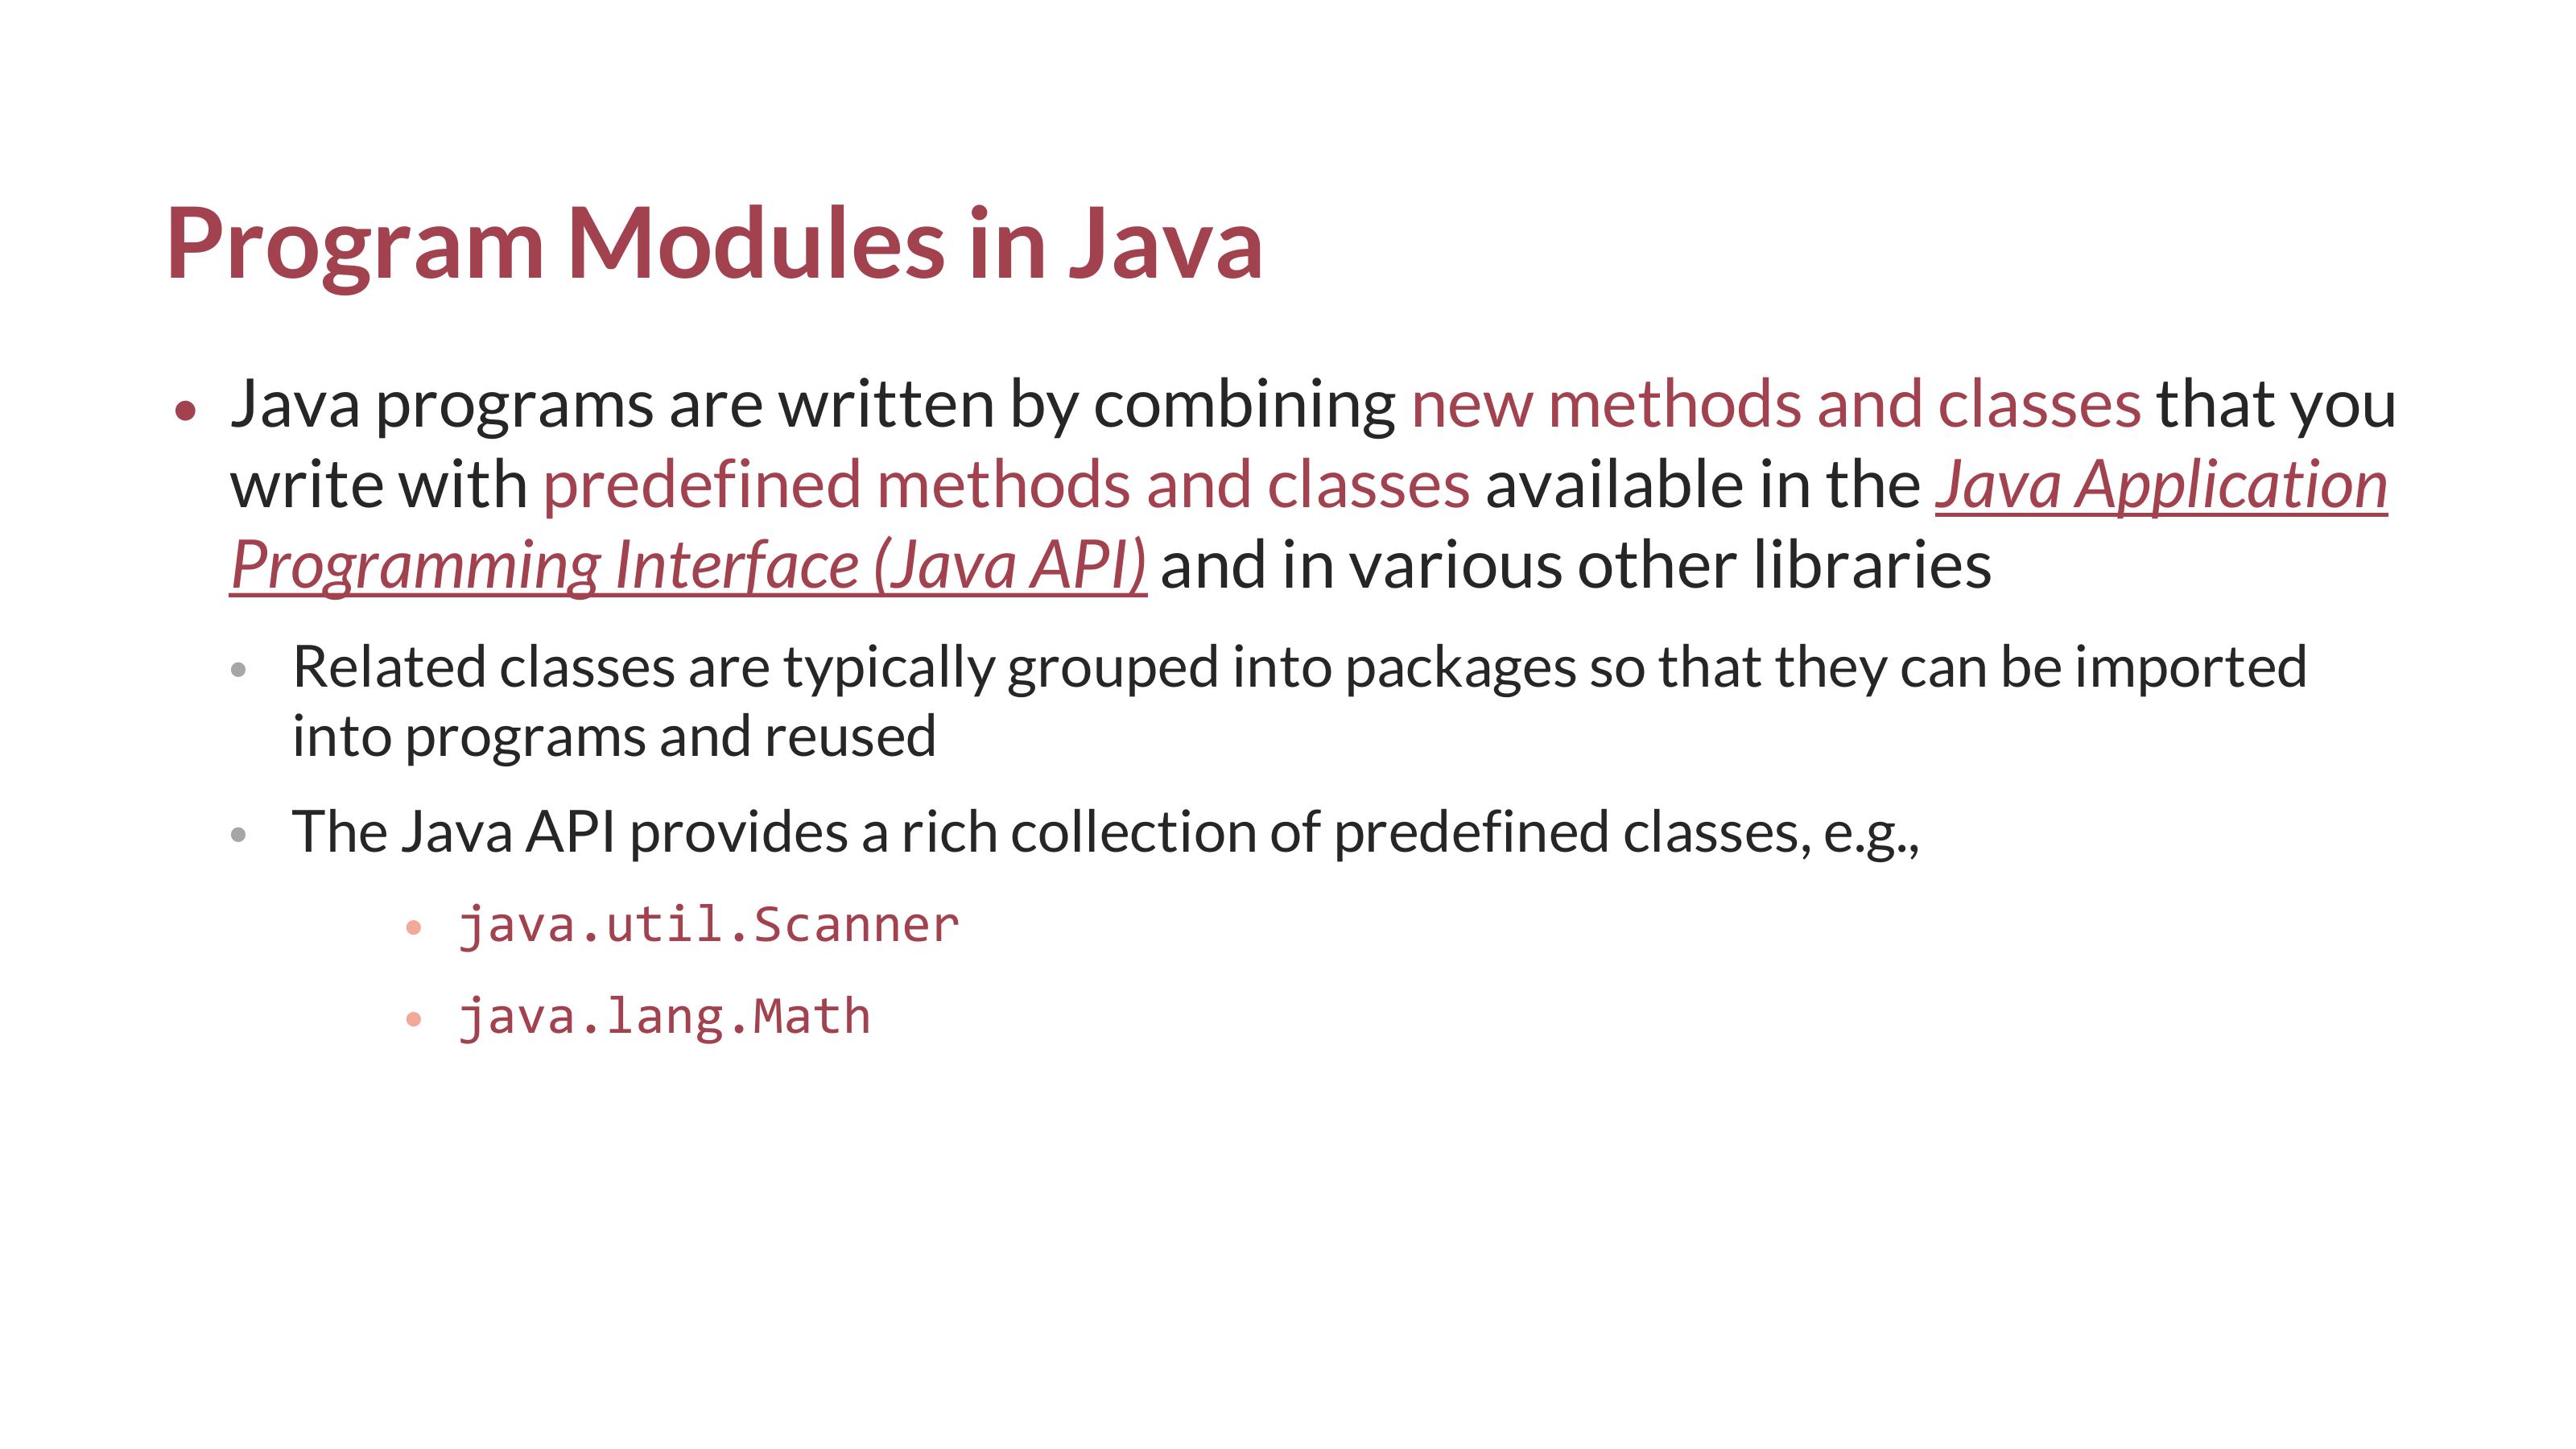 Program Modules in Java
• Java programs are written by combining new methods and classes that you
write with predefined methods and classes available in the Java Application
Programming Interface (Java API) and in various other libraries
• Related classes are typically grouped into packages so that they can be imported
into programs and reused
• The Java API provides a rich collection of predefined classes, e.g.,
• java.util.Scanner
• java.lang.Math